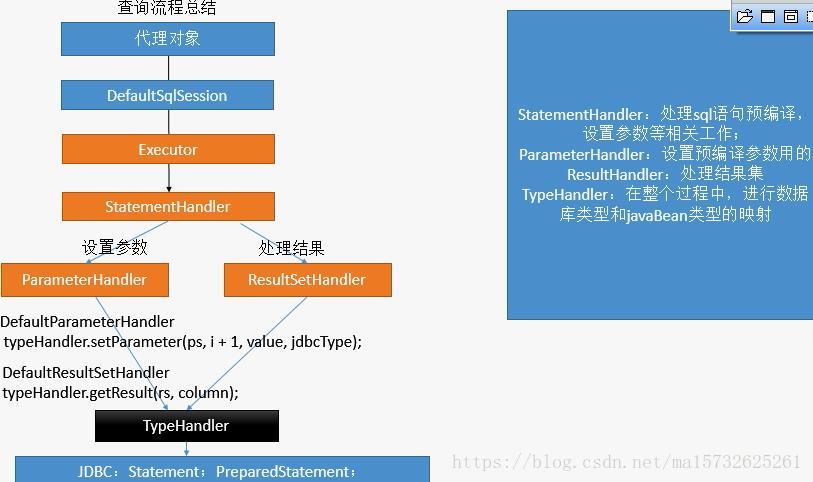 查询流程总结
代理对象
DefaultSqlSession
Executor
StatementHandler
设置参数
处理结果
ParameterHandler
ResultSetHandler
DefaultParameterHandler
typeHandler.setParameter(ps, i + 1, value, jdbcType);
DefaultResultSetHandler
typeHandler.getResult(rs, column);
TypeHandler
JDBC：Statement；PreparedStatement；
StatementHandler：处理sql语句预编译，
设置参数等相关工作；
ParameterHandler：设置预编译参数用的
ResultHandler：处理结果集
TypeHandler：在整个过程中，进行数据
库类型和javaBean类型的映射
https://blog.csdn.net/ma15732625261